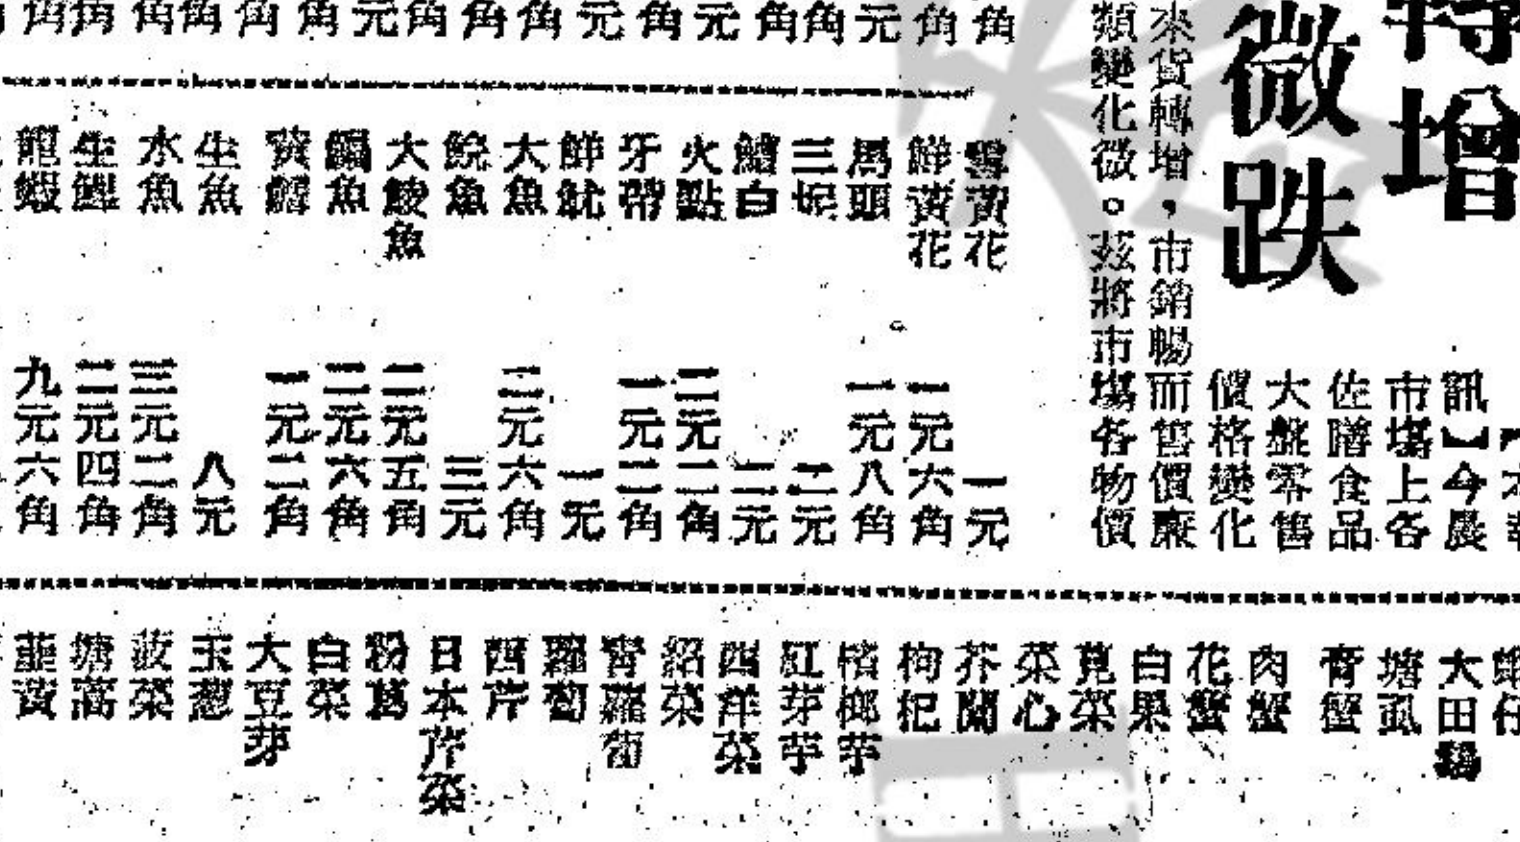 轉增
微跌
訊】今晨
市場上各
佐膳食品
大盤零售
價格變化
來貨轉增，市銷暢而售價廉
類變化微。茲將市場各物價
角
角
元
角
角
元
角
元
角
角
角
元
角
角
角
角
角
角
雪黃花 一元
鮮黃花 一元六角
馬頭 一元八角
三 二元
鱠白 二元
火點 二元二角
牙帶 一元二角
鮮魷 一元
大魚 二元六角
鯇魚 三元
大鯪魚 二元五角
魚 二元六角
鱔 一元二角
生魚 八元
水魚 三元二角
生鯉 二元四角
龍蝦 九元六角
蝦仔
大田
塘虱
膏蟹
肉蟹
花蟹
白果
莧菜
菜心
芥蘭
枸杞
檳榔芋
紅芽芋
西洋菜
紹菜
青蘿蔔
蘿蔔
西芹
日本芹菜
粉葛
白菜
大豆芽
玉葱
菠菜
塘蒿
韮黃